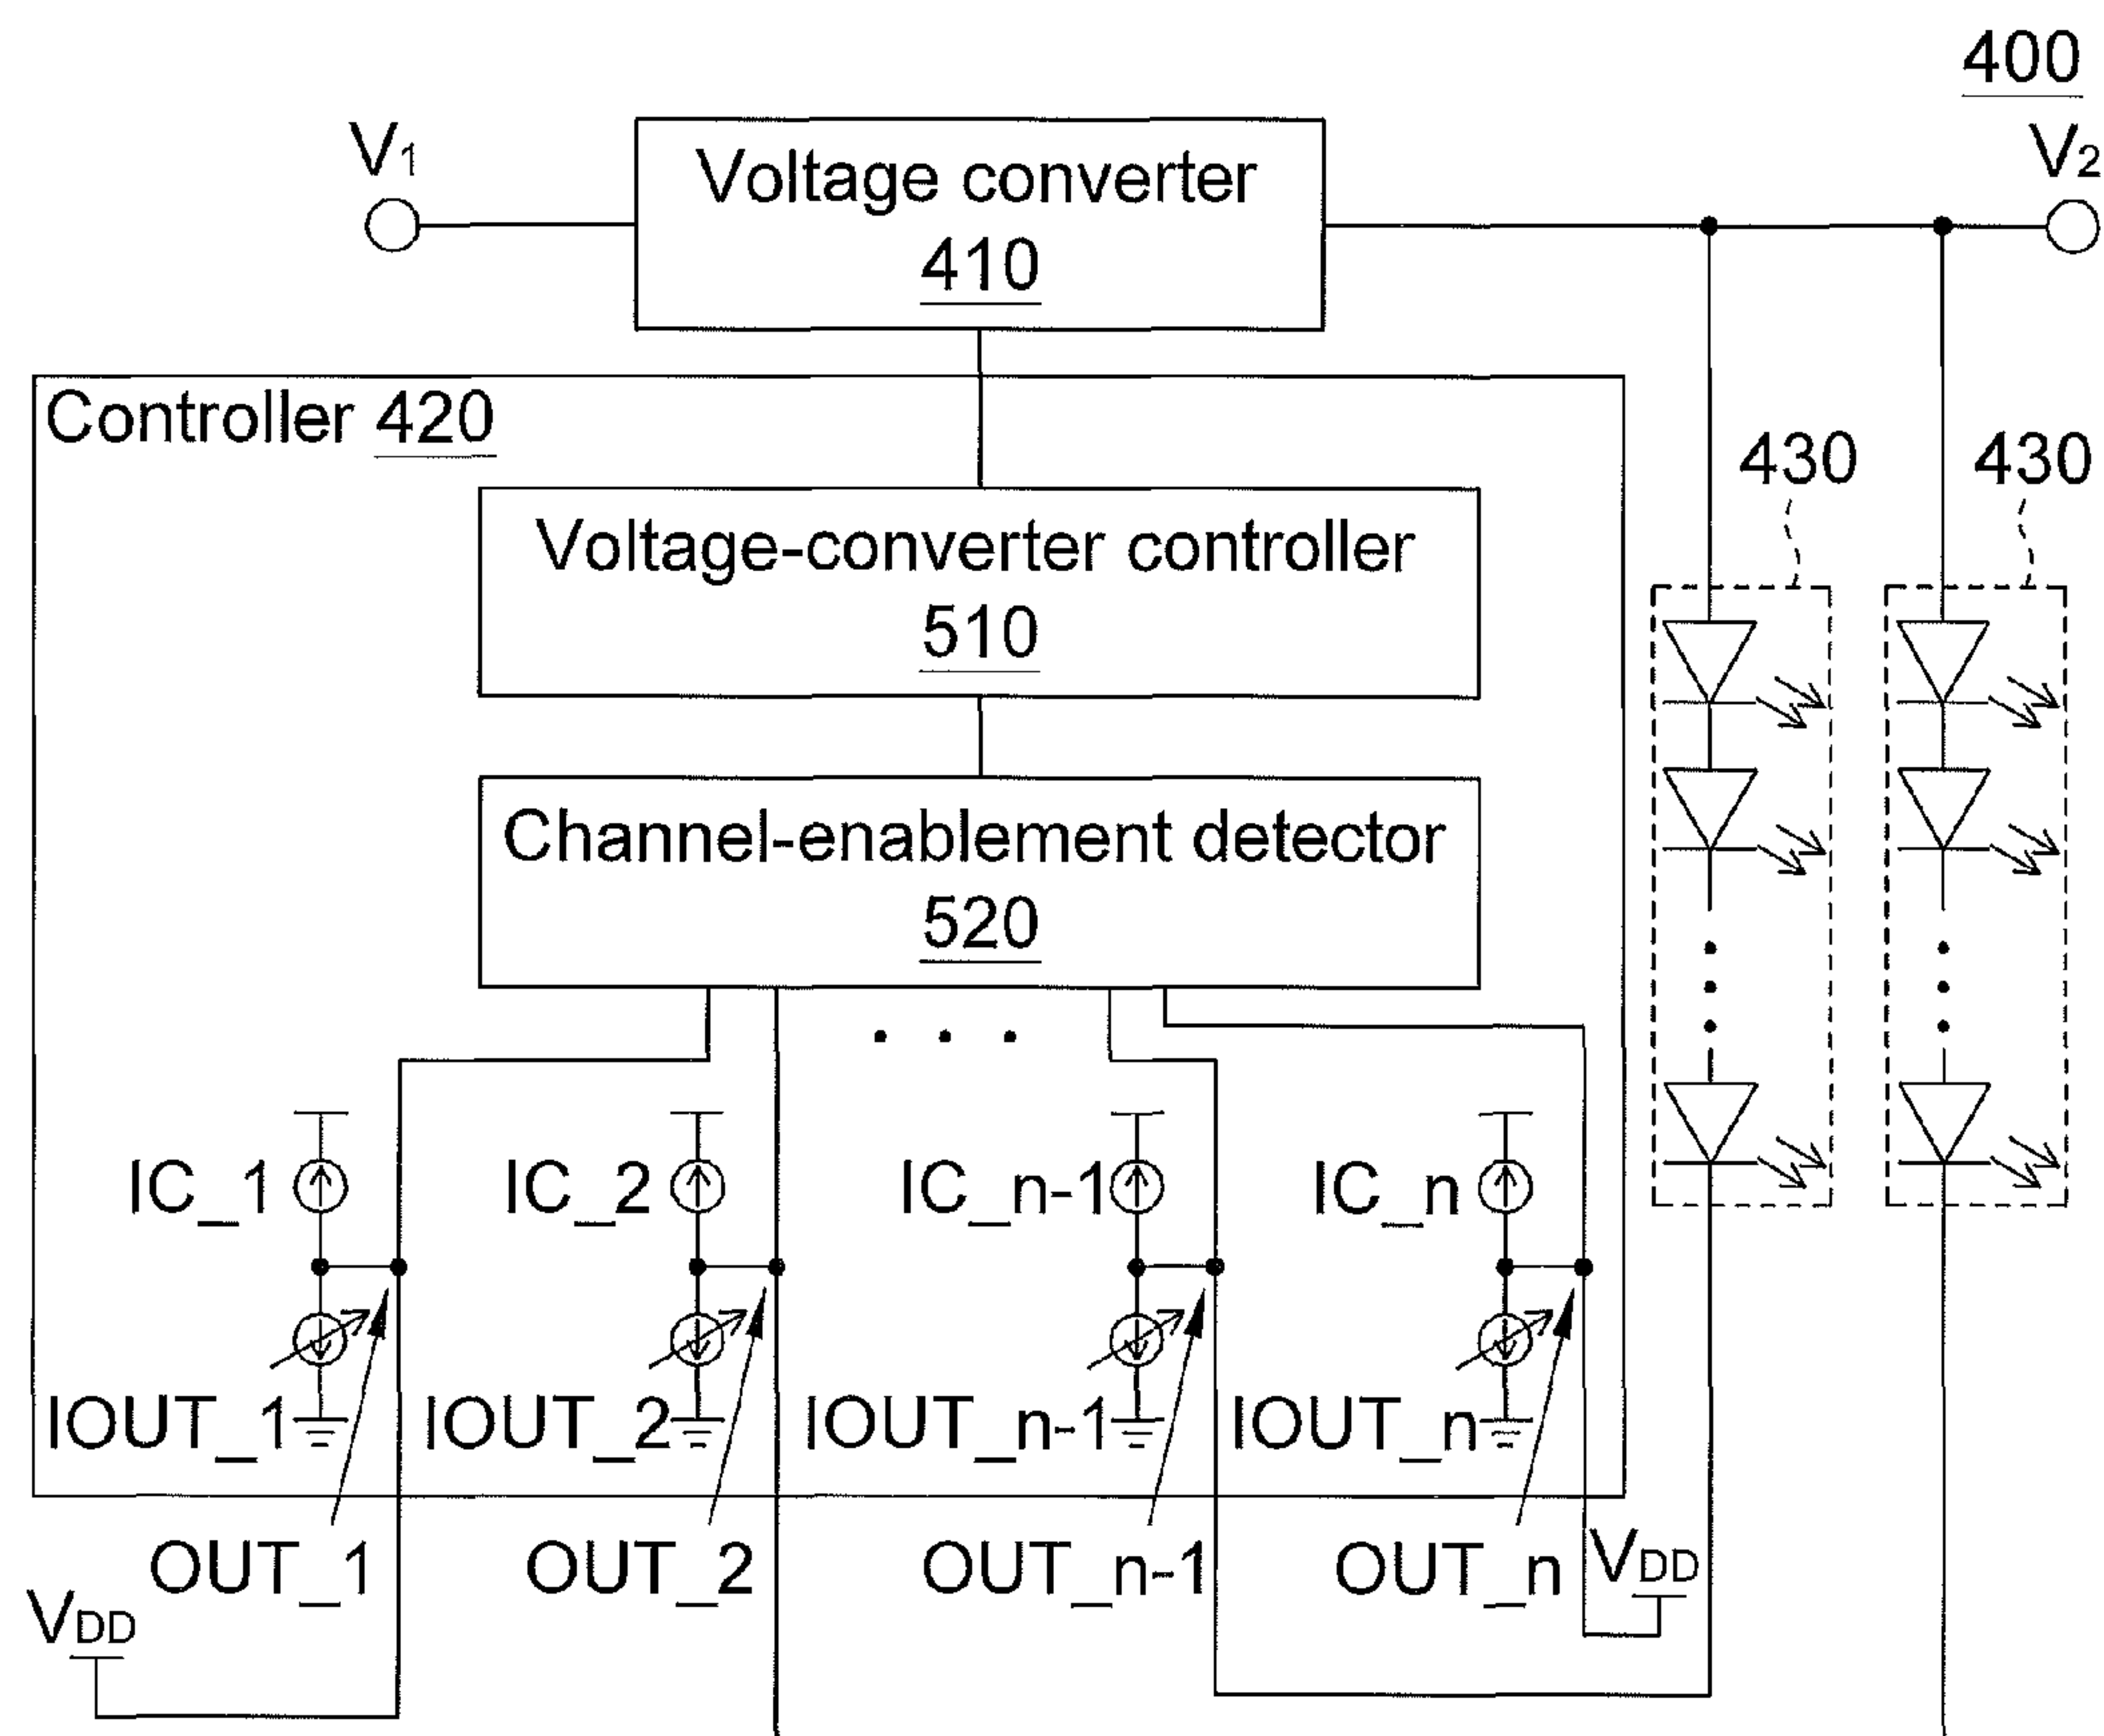 400
V1
V2
Voltage converter
410
Controller 420
430
430
Voltage-converter controller
510
Channel-enablement detector
520
IC_1
IC_2
IC_n-1
IC_n
IOUT_1
IOUT_2
IOUT_n-1
IOUT_n
OUT_1
OUT_2
OUT_n-1
OUT_n
VDD
VDD